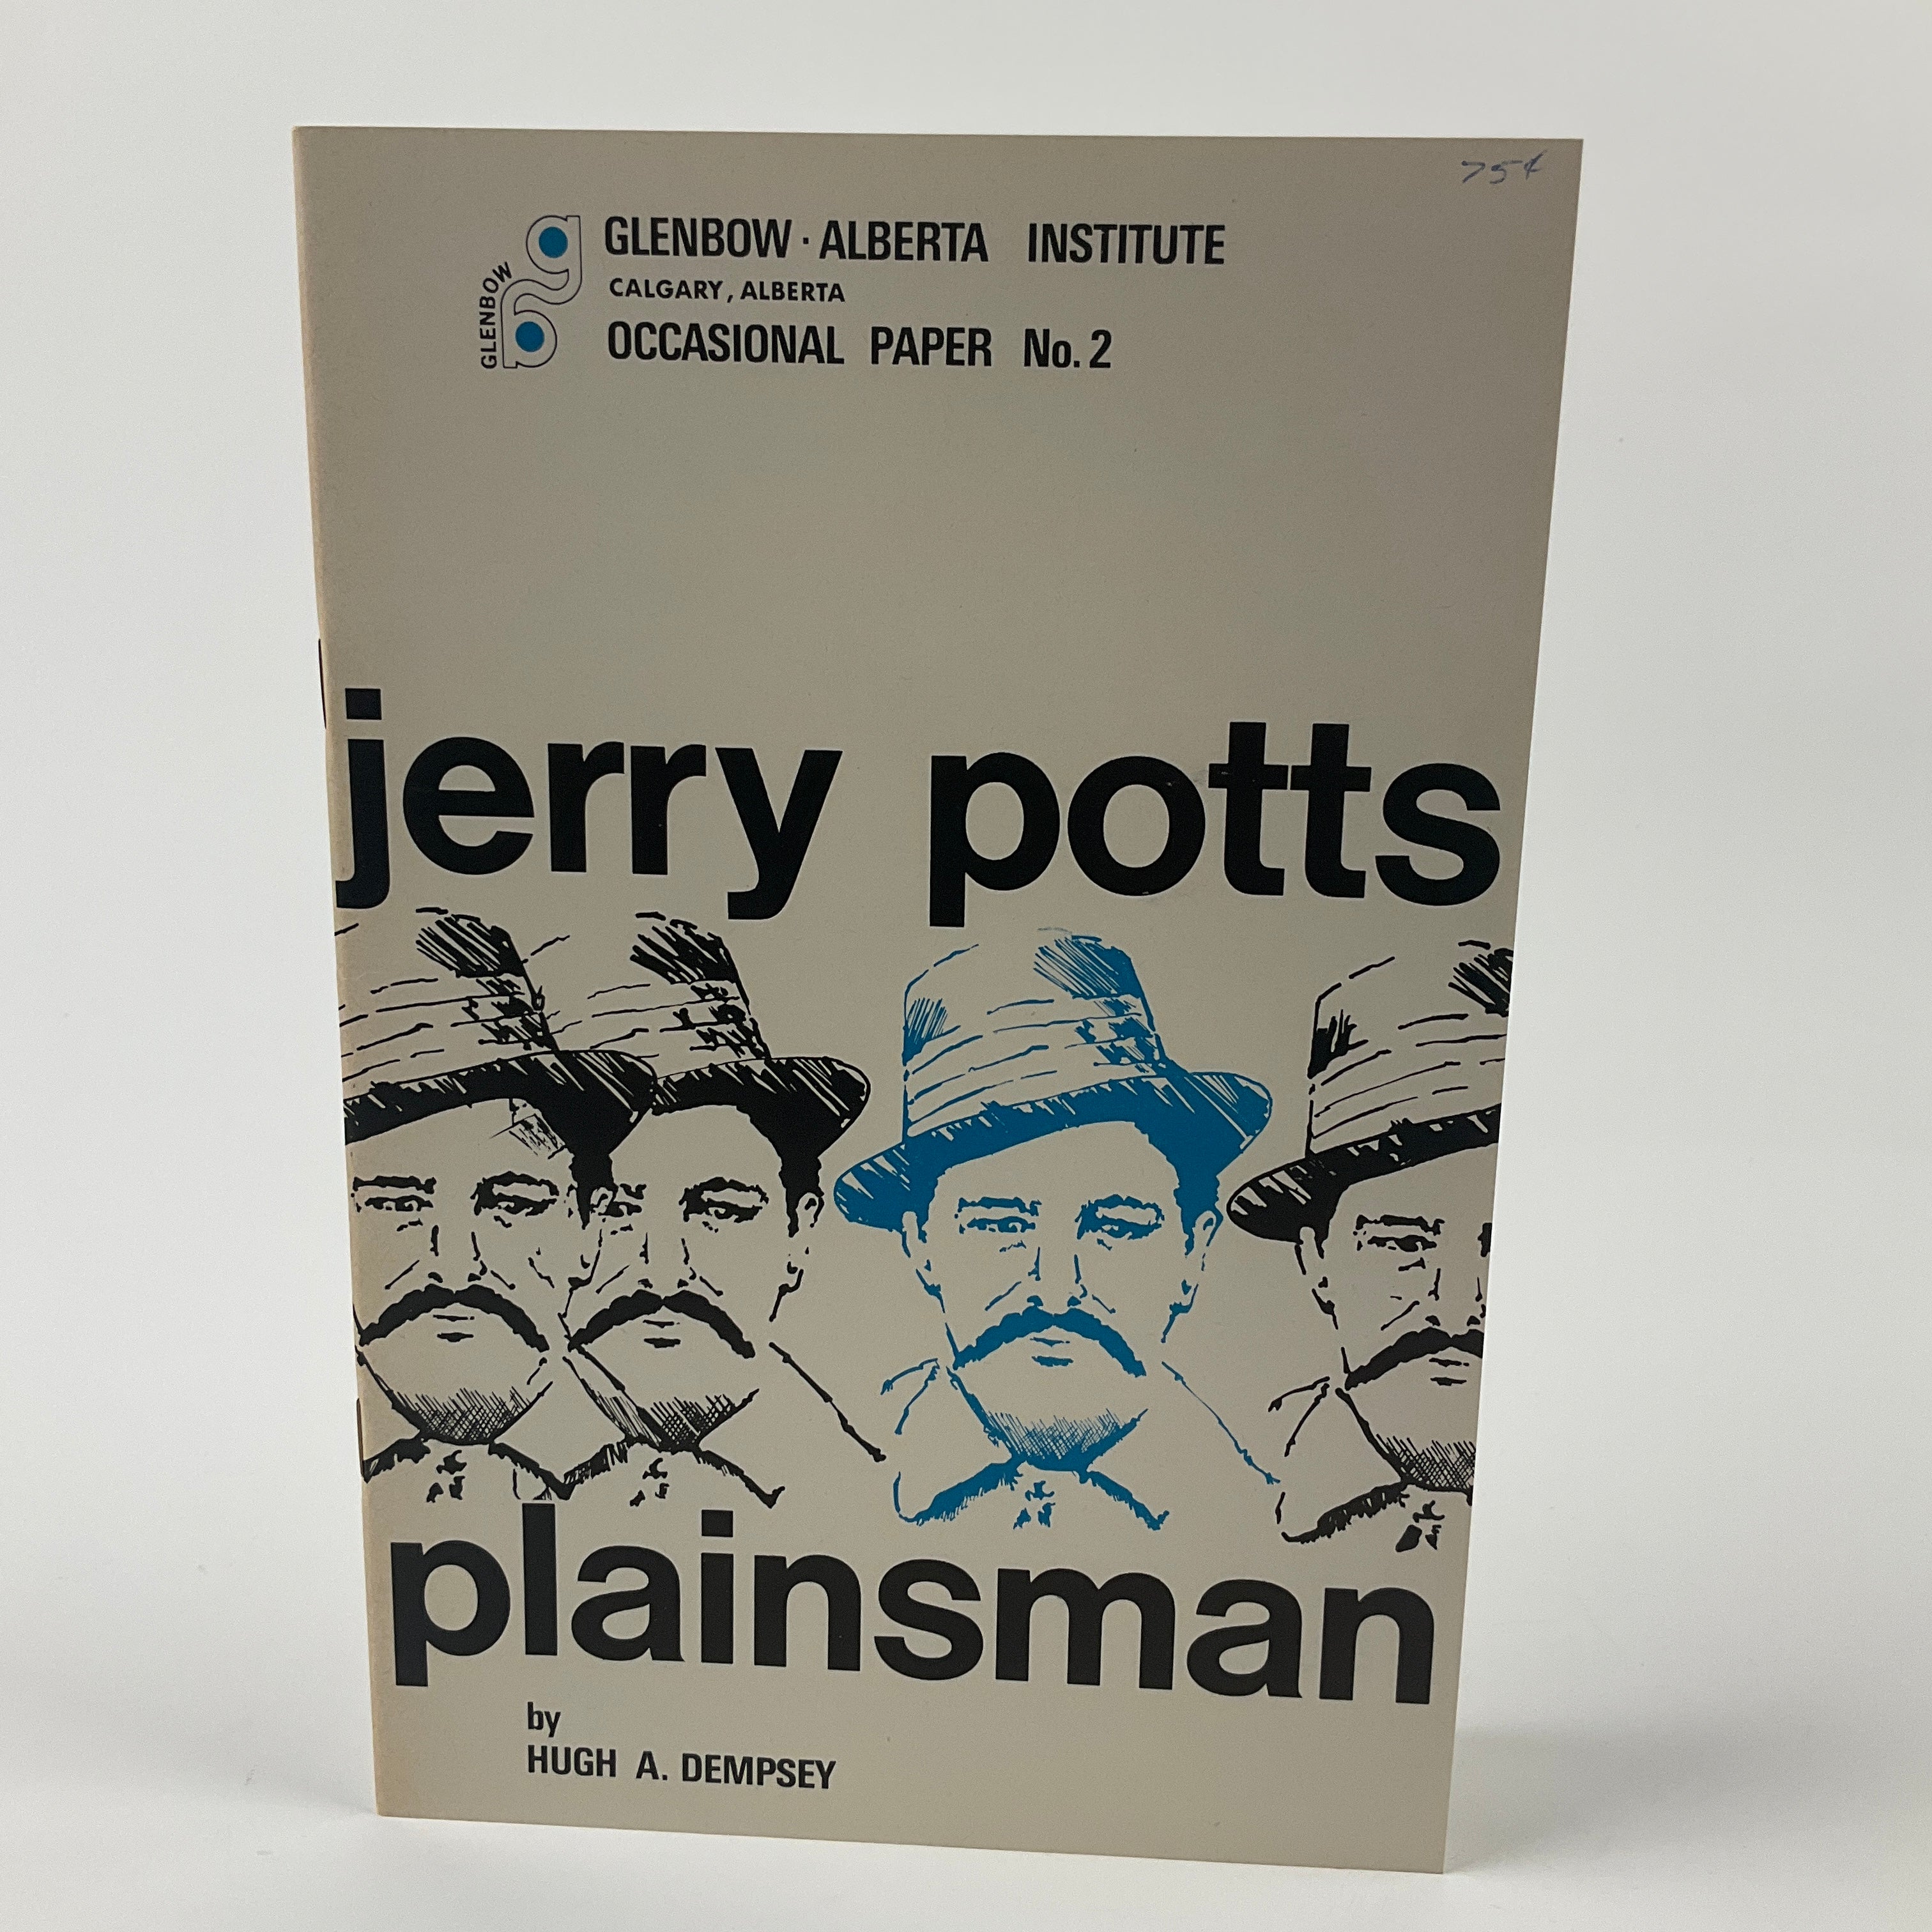 75¢
GLENBOW
GLENBOW · ALBERTA INSTITUTE
CALGARY, ALBERTA
OCCASIONAL PAPER No. 2
jerry potts
plainsman
by
HUGH A. DEMPSEY